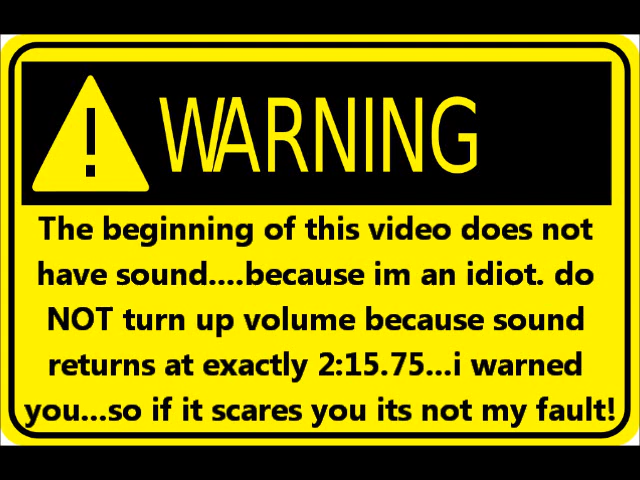 WARNING
The beginning of this video does not
have sound....because im an idiot. do
NOT turn up volume because sound
returns at exactly 2:15.75...i warned
you...so if it scares you its not my fault!